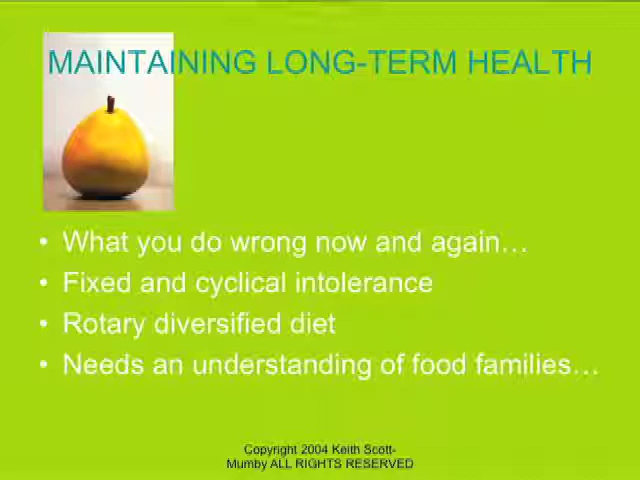 MAINTAINING LONG-TERM HEALTH
• What you do wrong now and again…
• Fixed and cyclical intolerance
• Rotary diversified diet
• Needs an understanding of food families…
Copyright 2004 Keith Scott-
Mumby ALL RIGHTS RESERVED